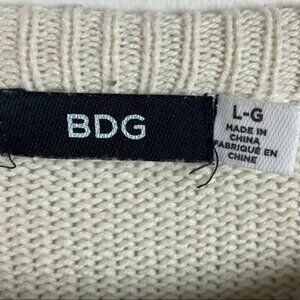 BDG
L-G
MADE IN
CHINA
FABRIQUÉ EN
CHINE